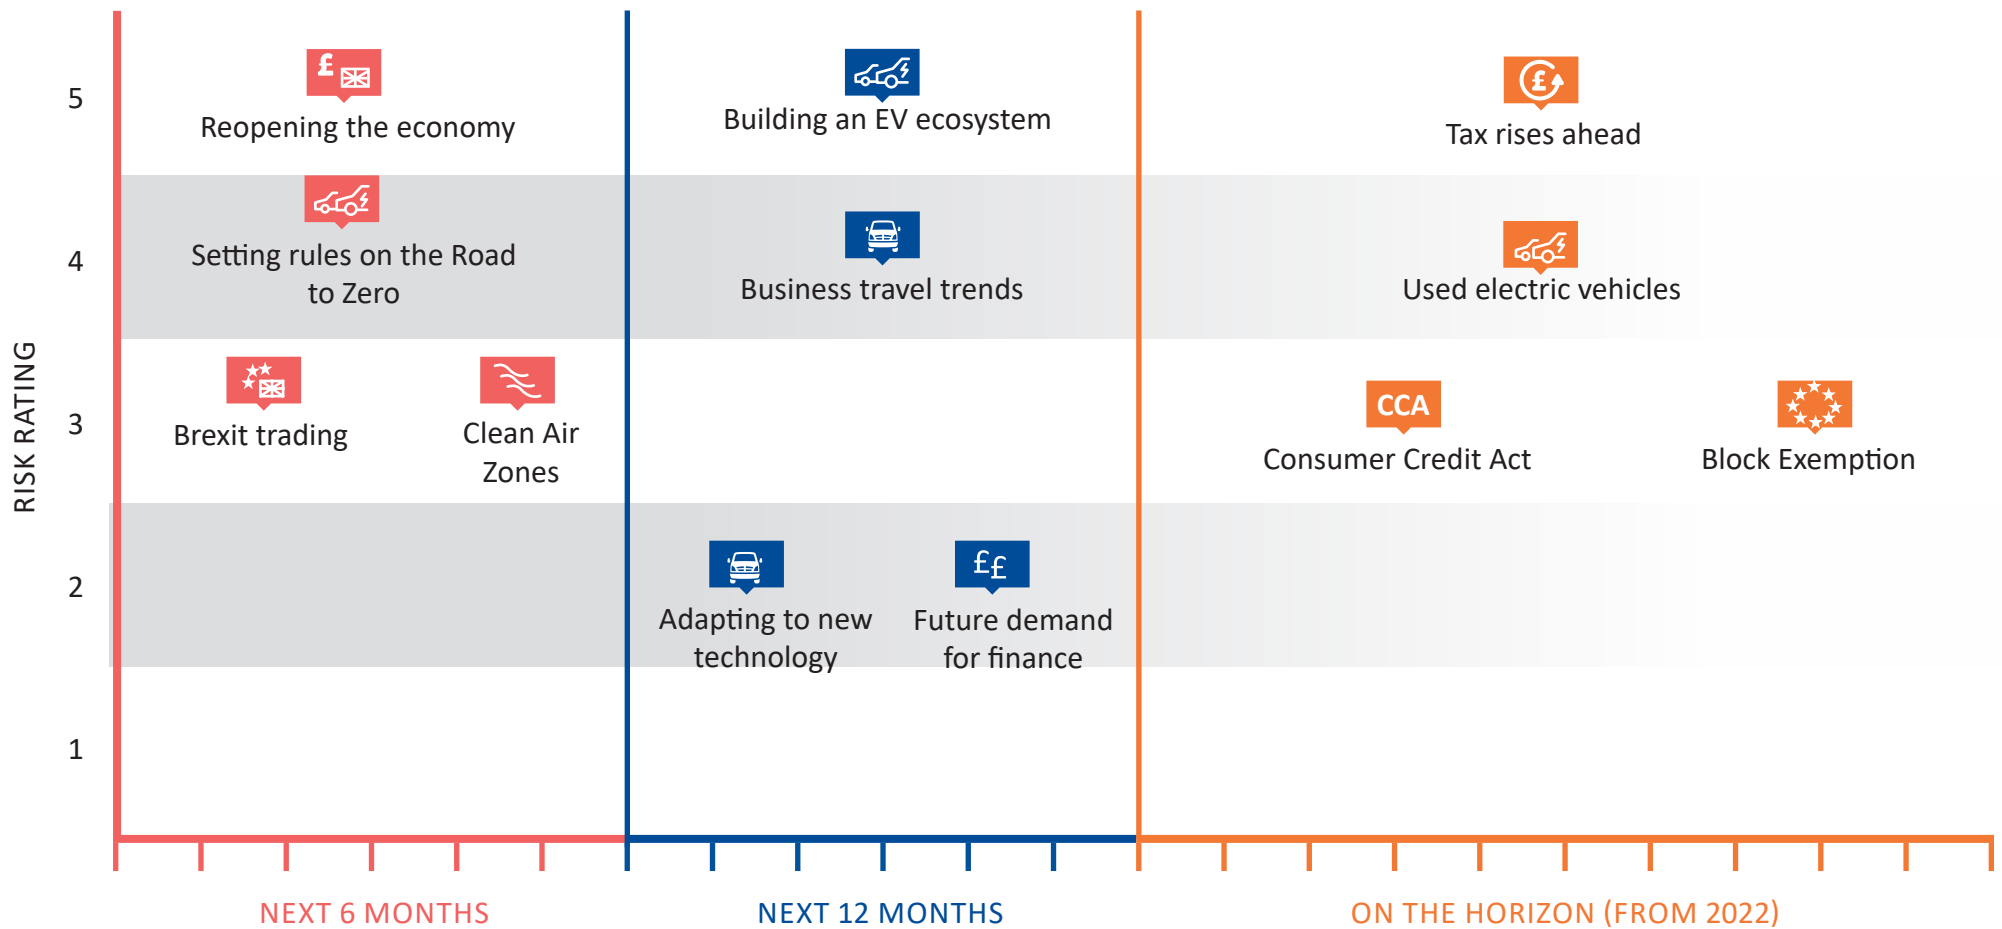 RISK RATING
5
£
Reopening the economy
Building an EV ecosystem
£
Tax rises ahead
4
Setting rules on the Road
to Zero
Business travel trends
Used electric vehicles
3
Brexit trading
Clean Air
Zones
CCA
Consumer Credit Act
Block Exemption
2
Adapting to new
technology
££
Future demand
for finance
1
NEXT 6 MONTHS
NEXT 12 MONTHS
ON THE HORIZON (FROM 2022)